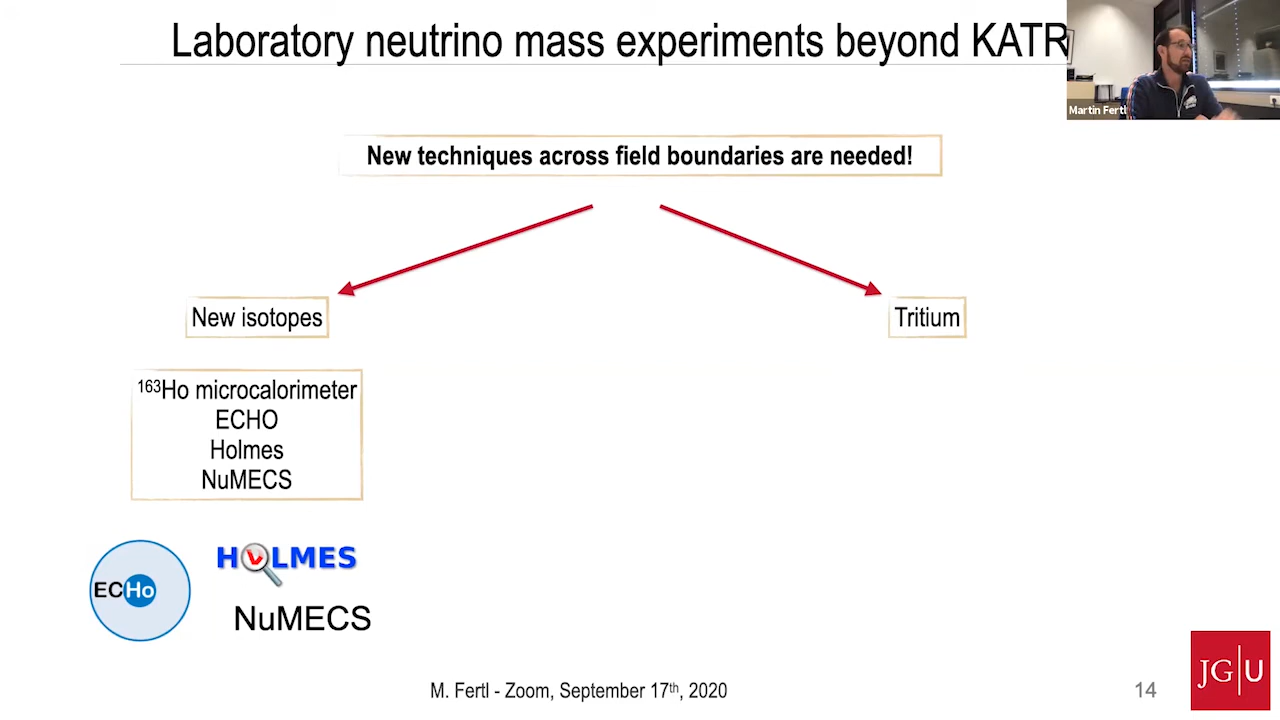 Laboratory neutrino mass experiments beyond KATR
Martin Fertl
New techniques across field boundaries are needed!
New isotopes
Tritium
¹⁶³Ho microcalorimeter
ECHO
Holmes
NuMECS
ECHo
HOLMES
NuMECS
M. Fertl - Zoom, September 17th, 2020
14
JG|U